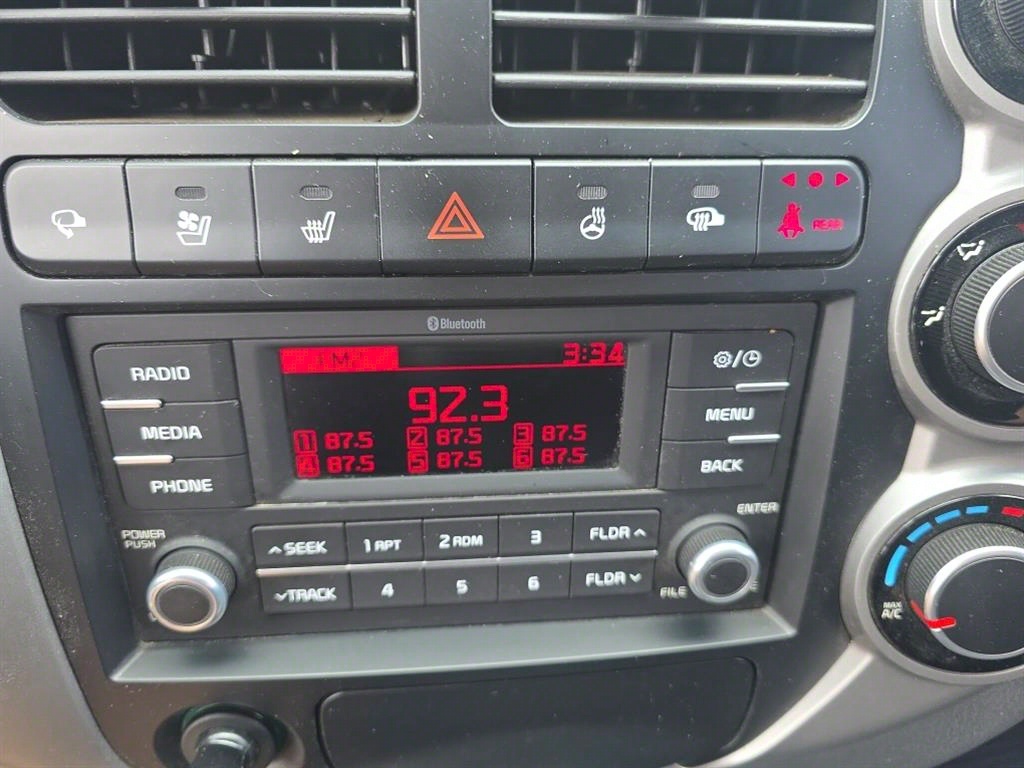 REAR
Bluetooth
RADIO
MEDIA
PHONE
3:34
92.3
1 87.5 2 87.5 3 87.5
4 87.5 5 87.5 6 87.5
MENU
BACK
POWER
PUSH
SEEK 1 RPT 2 RDM 3 FLDR
TRACK 4 5 6 FLDR
ENTER
FILE
MAX
A/C